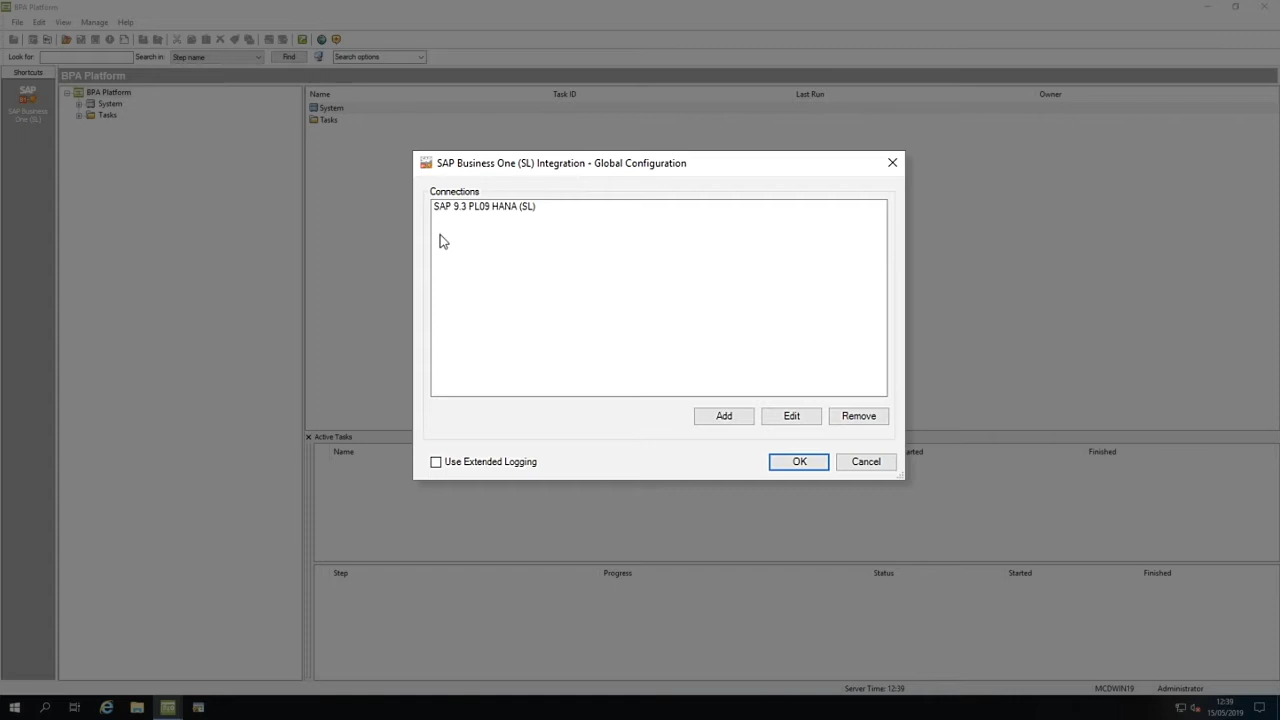 BPA Platform
File Edit View Manage Help
Look for: Search in: Step name Find Search options
Shortcuts
BPA Platform
SAP
SAP Business
One (SL)
BPA Platform
System
Tasks
Name Task ID Last Run Owner
System
Tasks
SAP Business One (SL) Integration - Global Configuration
Connections
SAP 9.3 PL09 HANA (SL)
Add Edit Remove
Use Extended Logging OK Cancel
Active Tasks
Name arted Finished
Step Progress Status Started Finished
Server Time: 12:39 MCDWIN19 Administrator
12:39
15/05/2019